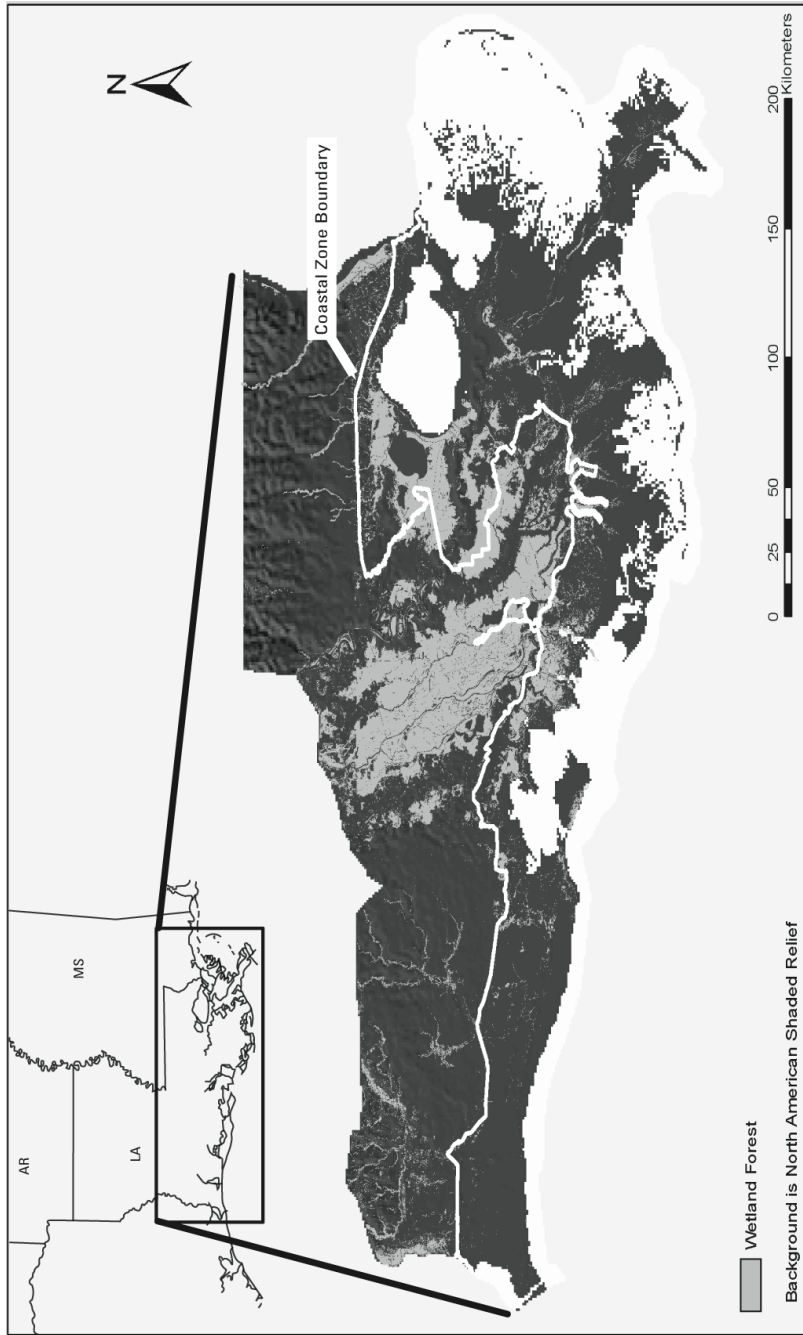 AR
MS
LA
N
Coastal Zone Boundary
Wetland Forest
Background is North American Shaded Relief
0 25 50 100 150 200
Kilometers